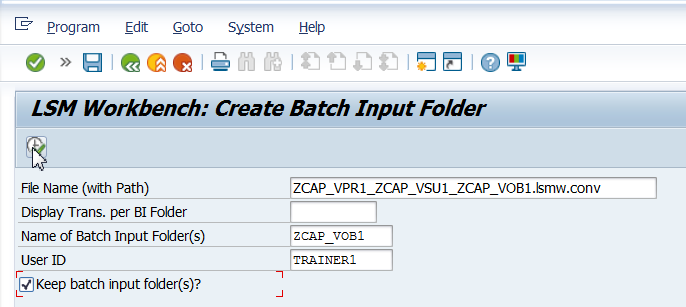 Program Edit Goto System Help
LSM Workbench: Create Batch Input Folder
File Name (with Path) ZCAP_VPR1_ZCAP_VSU1_ZCAP_VOB1.lsmw.conv
Display Trans. per BI Folder
Name of Batch Input Folder(s) ZCAP_VOB1
User ID TRAINER1
Keep batch input folder(s)?